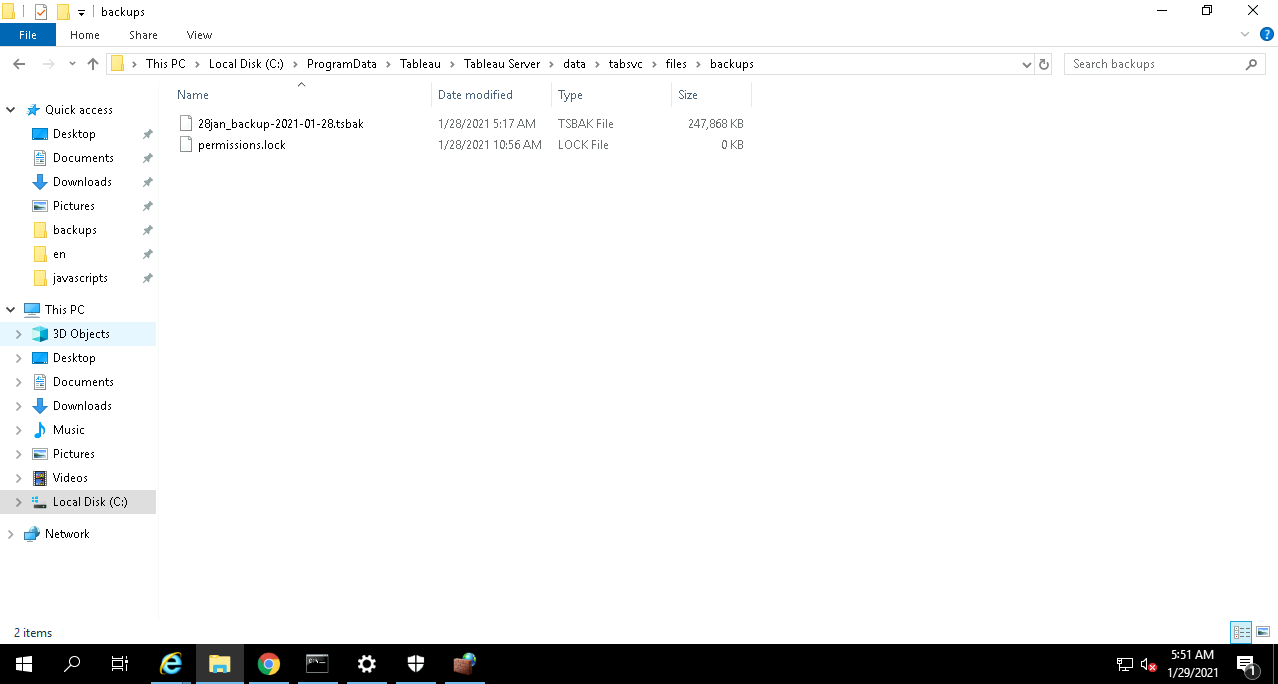 backups
File Home Share View
This PC Local Disk (C:) ProgramData Tableau Tableau Server data tabsvc files backups
Search backups
Name Date modified Type Size
28jan_backup-2021-01-28.tsbak 1/28/2021 5:17 AM TSBAK File 247,868 KB
permissions.lock 1/28/2021 10:56 AM LOCK File 0 KB
Quick access
Desktop
Documents
Downloads
Pictures
backups
en
javascripts
This PC
3D Objects
Desktop
Documents
Downloads
Music
Pictures
Videos
Local Disk (C:)
Network
2 items
5:51 AM
1/29/2021
1